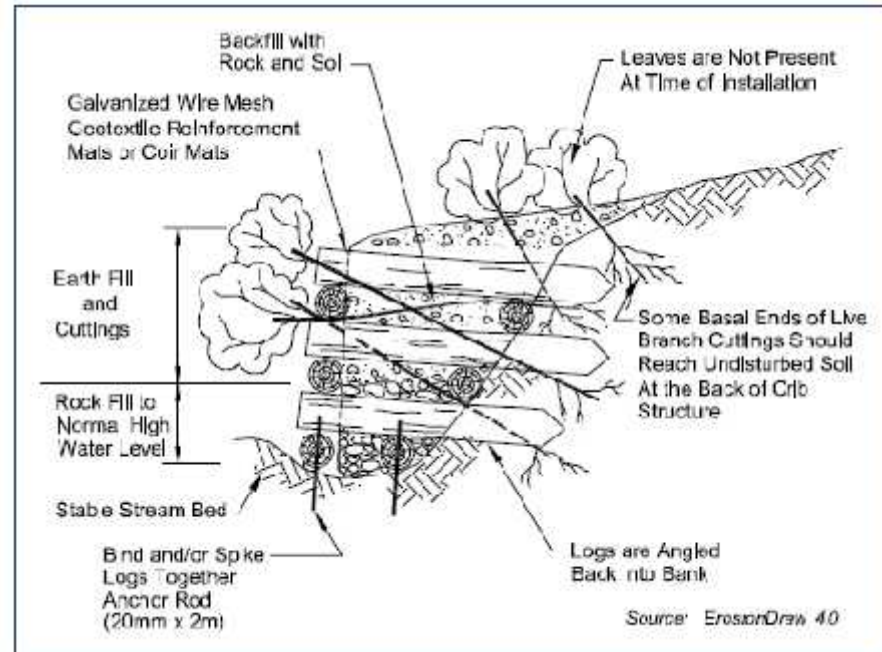 Backfill with
Rock and Soil
Leaves are Not Present
At Time of Installation
Galvanized Wire Mesh
Geotextile Reinforcement
Mats or Coir Mats
Earth Fill
and
Cuttings
Some Basal Ends of Live
Branch Cuttings Should
Reach Undisturbed Soil
At the Back of Crib
Structure
Rock Fill to
Normal High
Water Level
Stable Stream Bed
Bind and/or Spike
Logs Together
Anchor Rod
(20mm x 2m)
Logs are Angled
Back into Bank
Source: ErosionDraw 4.0